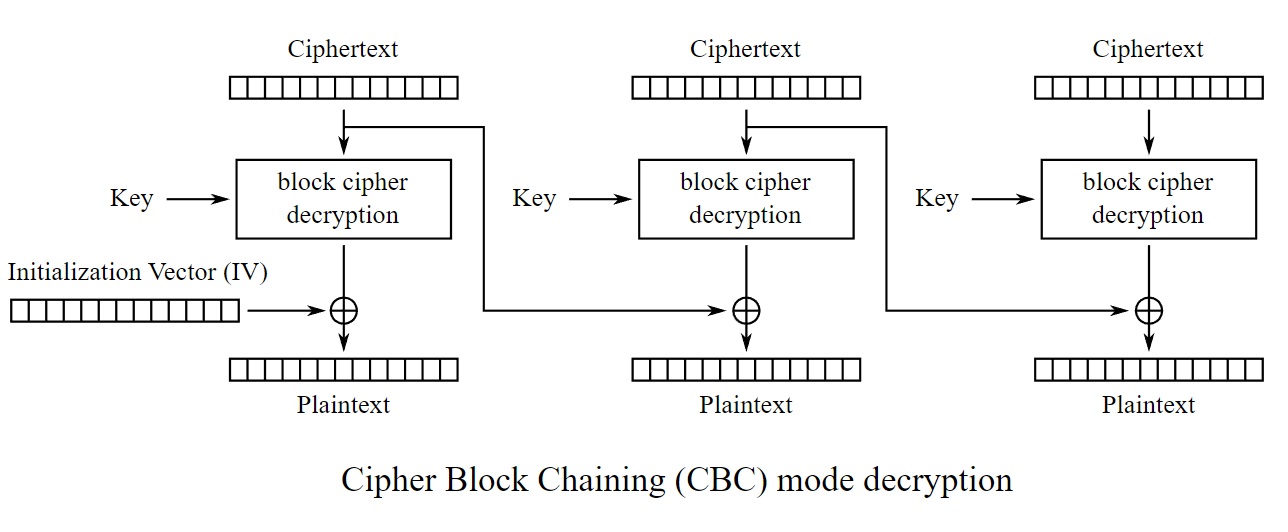 Ciphertext
Ciphertext
Ciphertext
Key
block cipher
decryption
Key
block cipher
decryption
Key
block cipher
decryption
Initialization Vector (IV)
Plaintext
Plaintext
Plaintext
Cipher Block Chaining (CBC) mode decryption